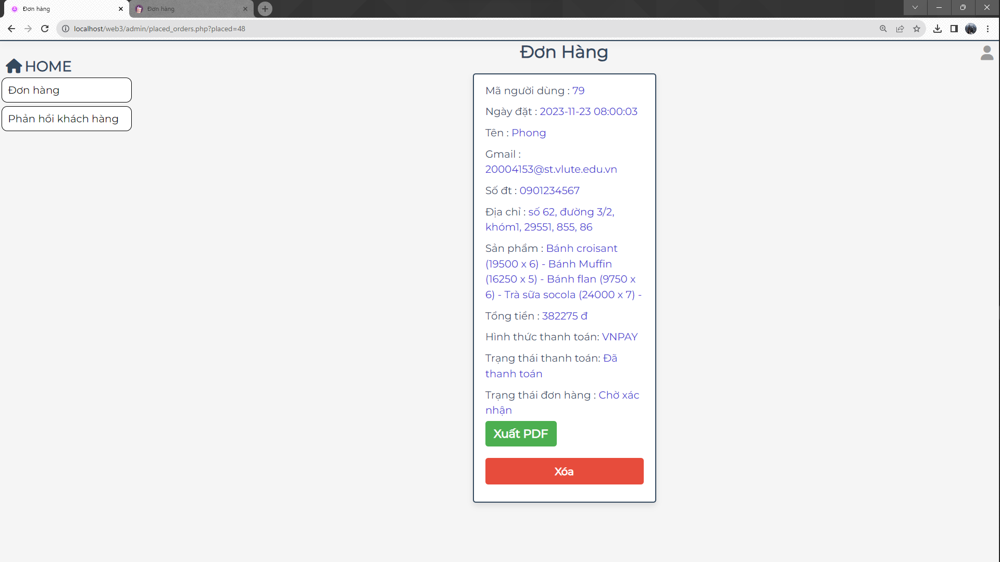 Đơn hàng
Đơn hàng
localhost/web3/admin/placed_orders.php?placed=48
HOME
Đơn hàng
Phản hồi khách hàng
Đơn Hàng
Mã người dùng : 79
Ngày đặt : 2023-11-23 08:00:03
Tên : Phong
Gmail :
20004153@st.vlute.edu.vn
Số đt : 0901234567
Địa chỉ : số 62, đường 3/2,
khóm1, 29551, 855, 86
Sản phẩm : Bánh croisant
(19500 x 6) - Bánh Muffin
(16250 x 5) - Bánh flan (9750 x
6) - Trà sữa socola (24000 x 7) -
Tổng tiền : 382275 đ
Hình thức thanh toán: VNPAY
Trạng thái thanh toán: Đã
thanh toán
Trạng thái đơn hàng : Chờ xác
nhận
Xuất PDF
Xóa